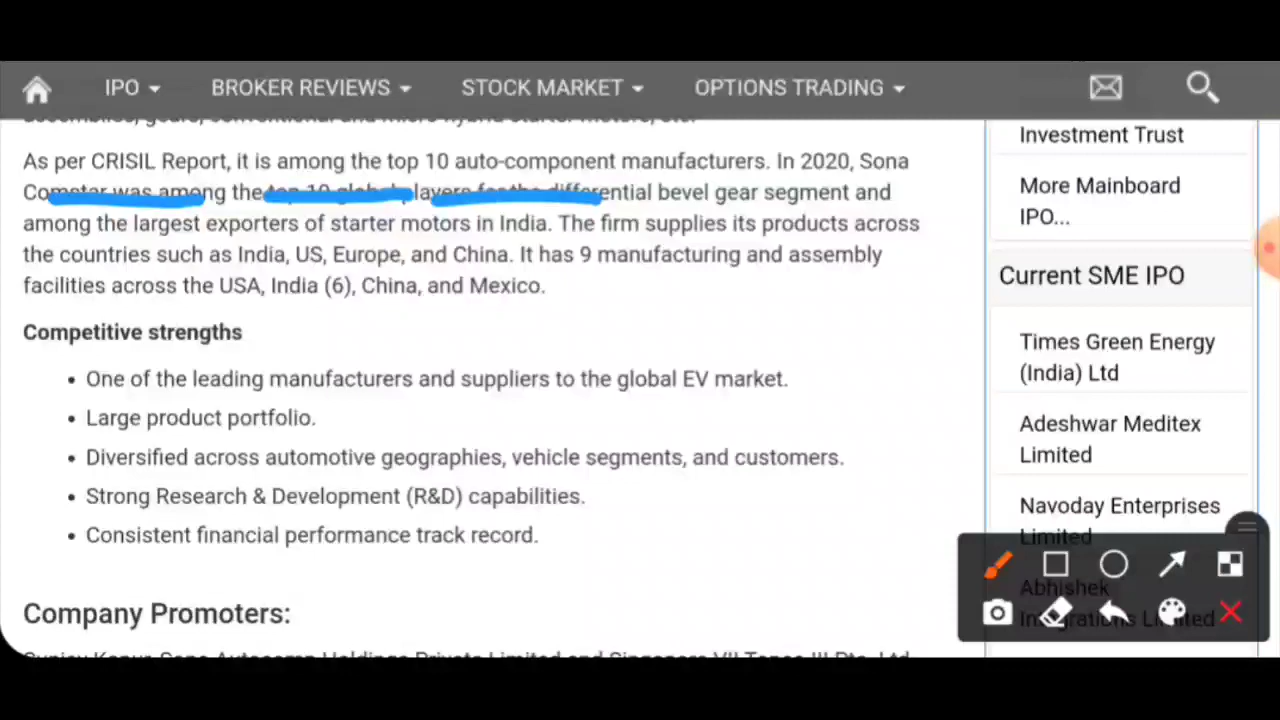 IPO BROKER REVIEWS STOCK MARKET OPTIONS TRADING
As per CRISIL Report, it is among the top 10 auto-component manufacturers. In 2020, Sona
Comstar was among the top 10 global players for the differential bevel gear segment and
among the largest exporters of starter motors in India. The firm supplies its products across
the countries such as India, US, Europe, and China. It has 9 manufacturing and assembly
facilities across the USA, India (6), China, and Mexico.
Competitive strengths
• One of the leading manufacturers and suppliers to the global EV market.
• Large product portfolio.
• Diversified across automotive geographies, vehicle segments, and customers.
• Strong Research & Development (R&D) capabilities.
• Consistent financial performance track record.
Company Promoters:
Investment Trust
More Mainboard
IPO...
Current SME IPO
Times Green Energy
(India) Ltd
Adeshwar Meditex
Limited
Navoday Enterprises
Limited
Abhishek
Integrations Limited